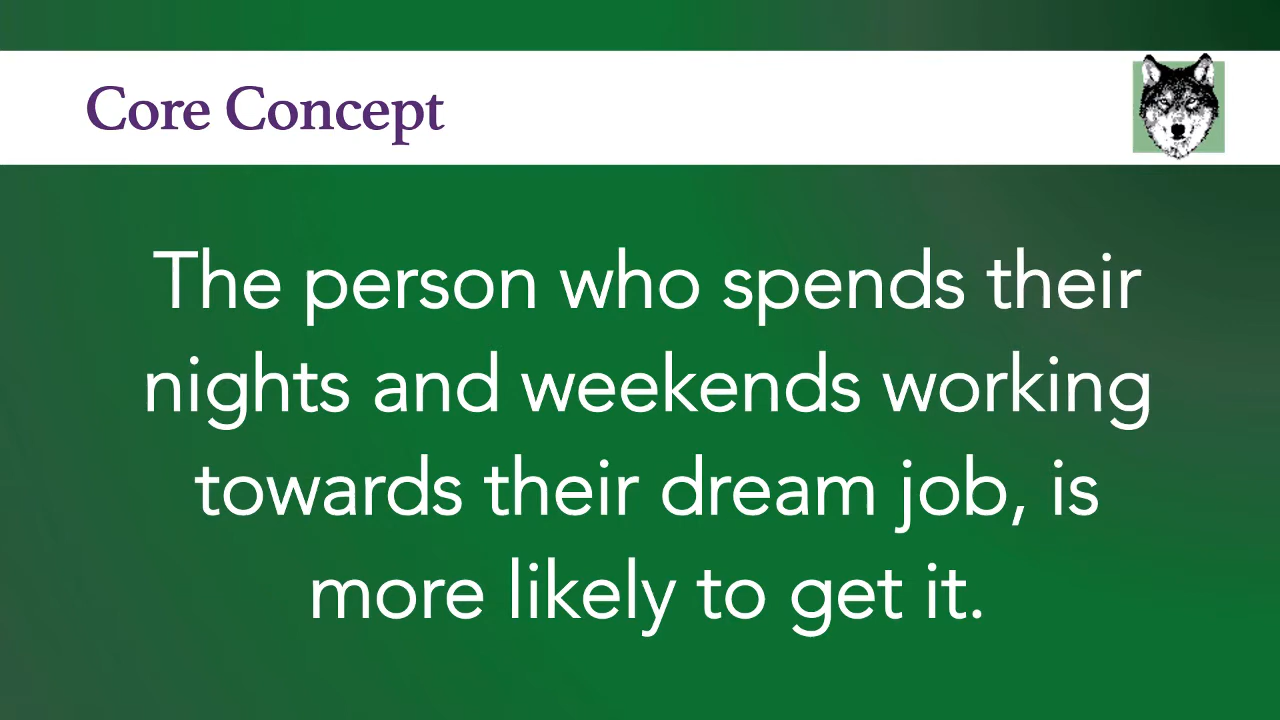 Core Concept
The person who spends their
nights and weekends working
towards their dream job, is
more likely to get it.